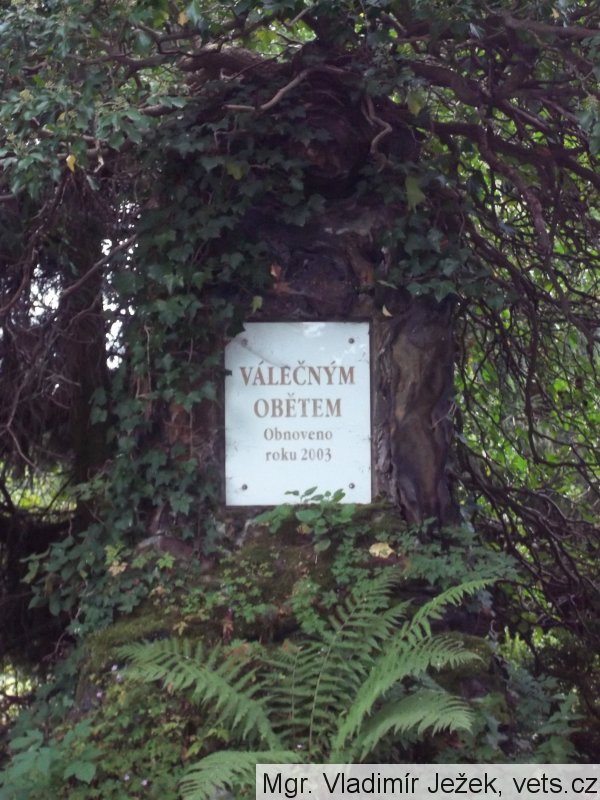 VÁLEČNÝM
OBĚTEM
Obnoveno
roku 2003
Mgr. Vladimír Ježek, vets.cz